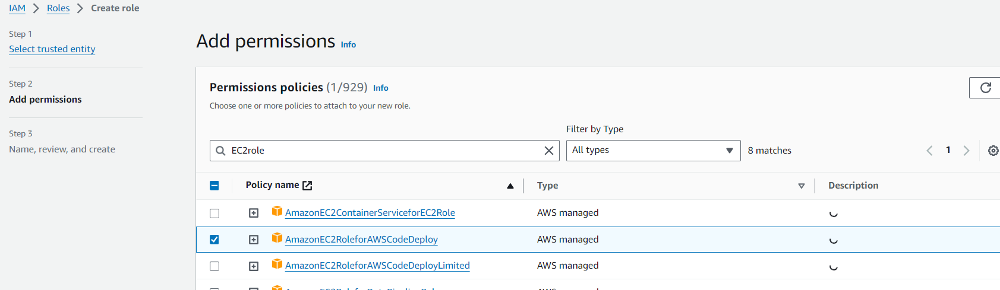 IAM > Roles > Create role
Step 1
Select trusted entity
Step 2
Add permissions
Step 3
Name, review, and create
Add permissions Info
Permissions policies (1/929) Info
Choose one or more policies to attach to your new role.
Filter by Type
EC2role
All types
8 matches
1
Policy name
Type
Description
AmazonEC2ContainerServiceforEC2Role
AWS managed
AmazonEC2RoleforAWSCodeDeploy
AWS managed
AmazonEC2RoleforAWSCodeDeployLimited
AWS managed